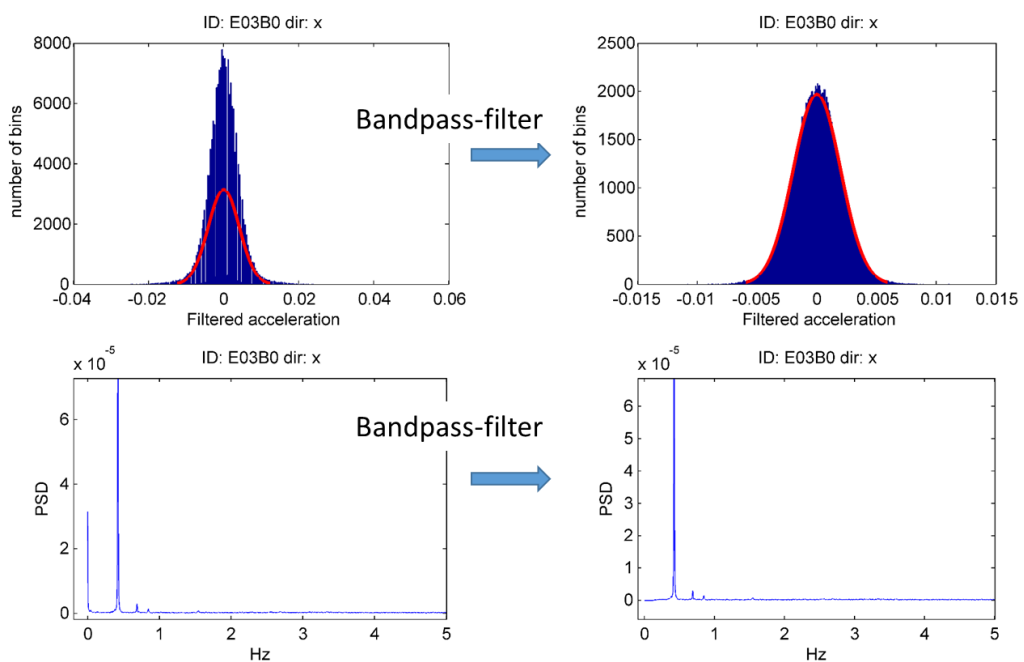 ID: E03B0 dir: x
8000
6000
4000
2000
0
number of bins
-0.04 -0.02 0 0.02 0.04 0.06
Filtered acceleration
Bandpass-filter
ID: E03B0 dir: x
2500
2000
1500
1000
500
0
number of bins
-0.015 -0.01 -0.005 0 0.005 0.01 0.015
Filtered acceleration
x 10^-5
ID: E03B0 dir: x
6
4
2
0
PSD
0 1 2 3 4 5
Hz
Bandpass-filter
x 10^-5
ID: E03B0 dir: x
6
5
4
3
2
1
0
PSD
0 1 2 3 4 5
Hz